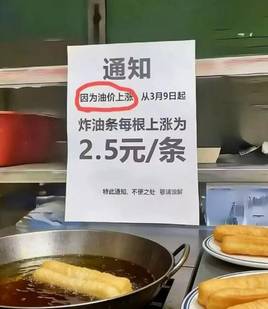 通知
因为油价上涨 从3月9日起
炸油条每根上涨为
2.5元/条
特此通知、不便之处 敬请谅解